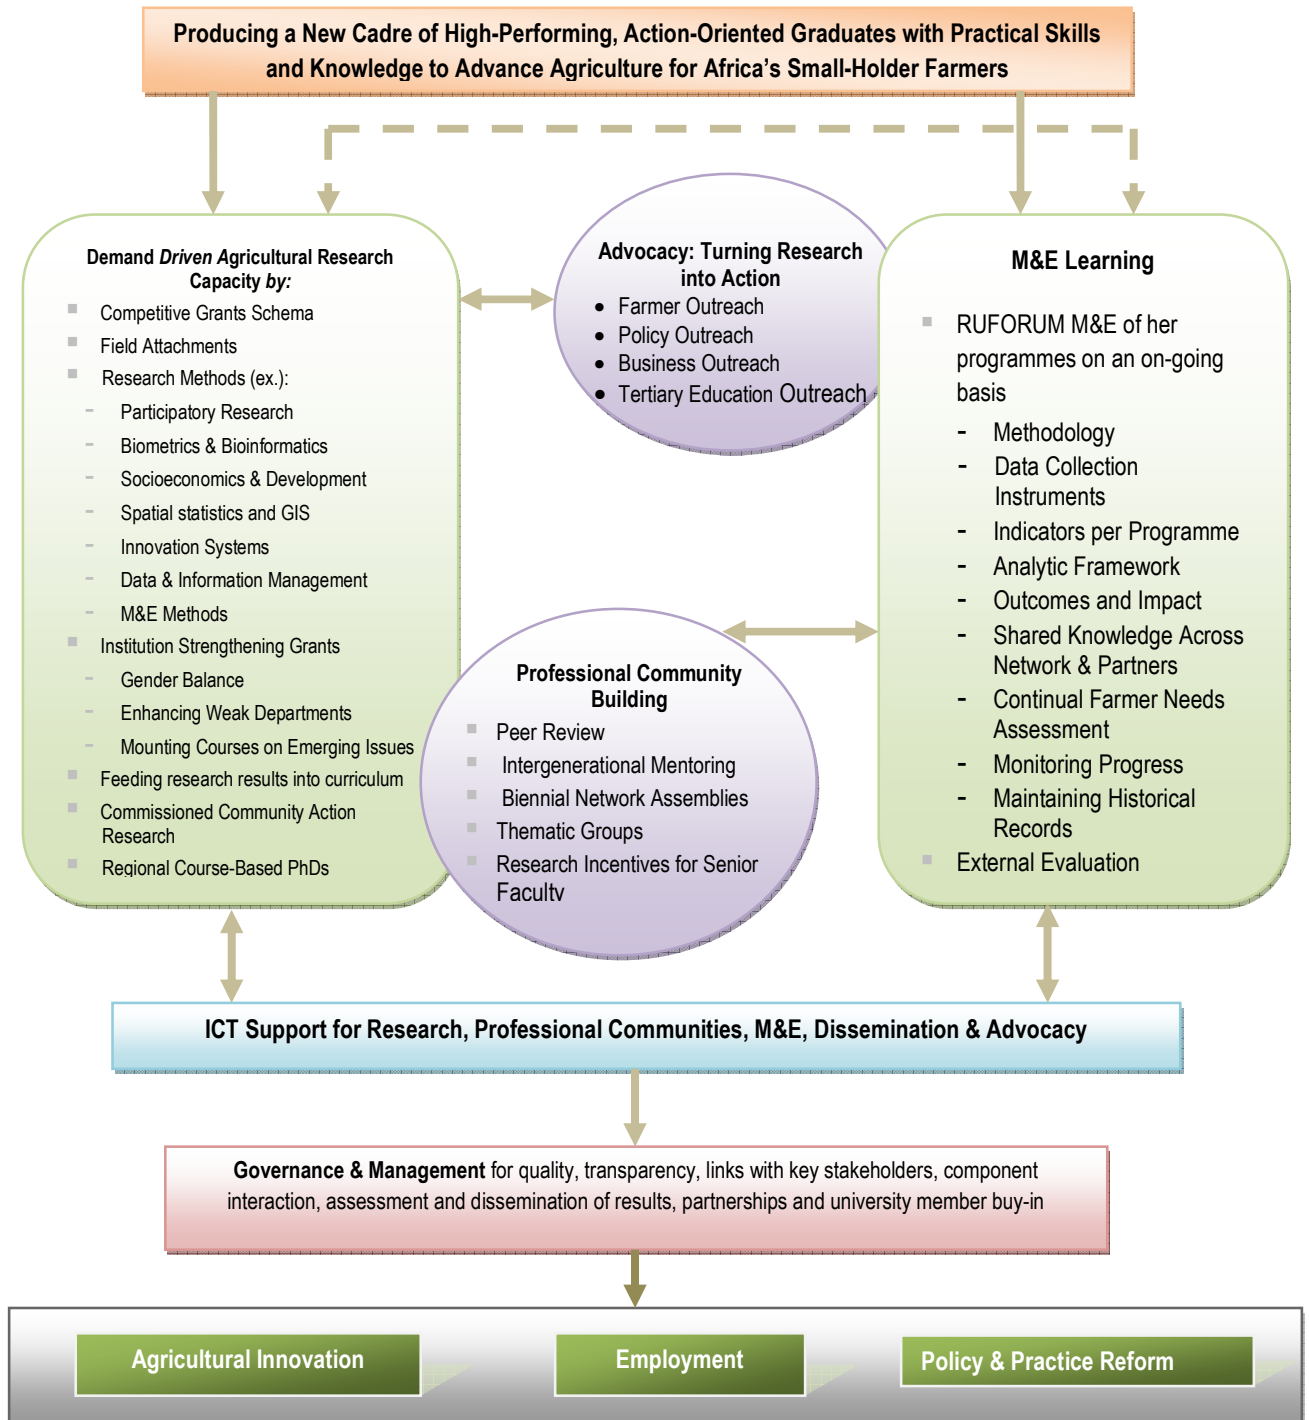 Producing a New Cadre of High-Performing, Action-Oriented Graduates with Practical Skills
and Knowledge to Advance Agriculture for Africa's Small-Holder Farmers
Demand Driven Agricultural Research
Capacity by:
Competitive Grants Schema
Field Attachments
Research Methods (ex.):
- Participatory Research
- Biometrics & Bioinformatics
- Socioeconomics & Development
- Spatial statistics and GIS
- Innovation Systems
- Data & Information Management
- M&E Methods
Institution Strengthening Grants
- Gender Balance
- Enhancing Weak Departments
- Mounting Courses on Emerging Issues
Feeding research results into curriculum
Commissioned Community Action
Research
Regional Course-Based PhDs
Advocacy: Turning Research
into Action
• Farmer Outreach
• Policy Outreach
• Business Outreach
• Tertiary Education Outreach
Professional Community
Building
Peer Review
Intergenerational Mentoring
Biennial Network Assemblies
Thematic Groups
Research Incentives for Senior
Faculty
M&E Learning
RUFORUM M&E of her
programmes on an on-going
basis
- Methodology
- Data Collection
Instruments
- Indicators per Programme
- Analytic Framework
- Outcomes and Impact
- Shared Knowledge Across
Network & Partners
- Continual Farmer Needs
Assessment
- Monitoring Progress
- Maintaining Historical
Records
External Evaluation
ICT Support for Research, Professional Communities, M&E, Dissemination & Advocacy
Governance & Management for quality, transparency, links with key stakeholders, component
interaction, assessment and dissemination of results, partnerships and university member buy-in
Agricultural Innovation
Employment
Policy & Practice Reform